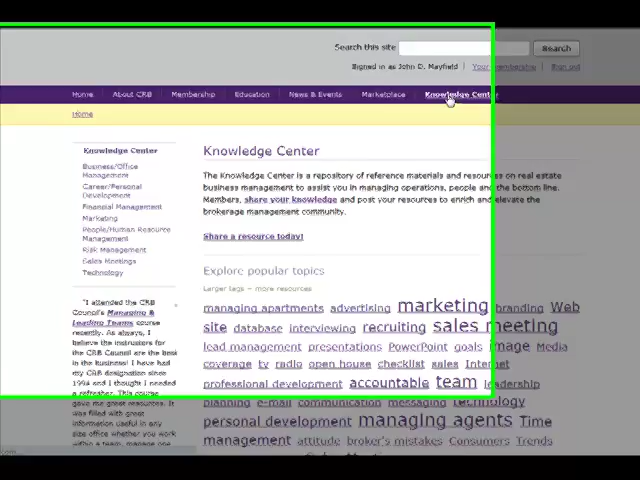 Search this site Search
Signed in as John D. Mayfield | Your membership | Sign out
Home About CRB Membership Education News & Events Marketplace Knowledge Center
Home
Knowledge Center
Business/Office
Management
Career/Personal
Development
Financial Management
Marketing
People/Human Resource
Management
Risk Management
Sales Meetings
Technology
"I attended the CRB
Council's Managing &
Leading Teams course
recently. As always, I
believe the instructors for
the CRB Council are the best
in the business! I have had
my CRB designation since
1994 and I thought I needed
a refresher. This course
gave me great resources. It
was filled with great
information useful in any
size office whether you work
within a team, manage one
Knowledge Center
The Knowledge Center is a repository of reference materials and resources on real estate
business management to assist you in managing operations, people and the bottom line.
Members, share your knowledge and post your resources to enrich and elevate the
brokerage management community.
Share a resource today!
Explore popular topics
Larger tags = more resources
managing apartments advertising marketing branding Web
site database interviewing recruiting sales meeting
lead management presentations PowerPoint goals image Media
coverage tv radio open house checklist sales Internet
professional development accountable team leadership
planning e-mail communication messaging technology
personal development managing agents Time
management attitude broker's mistakes Consumers Trends